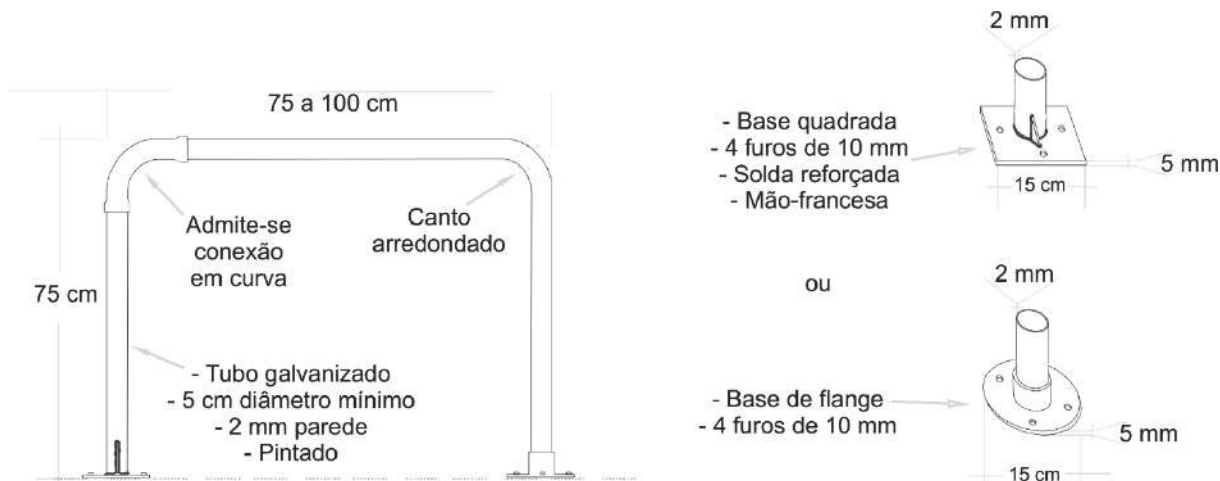 75 a 100 cm
75 cm
Admite-se
conexão
em curva
Canto
arredondado
- Tubo galvanizado
- 5 cm diâmetro mínimo
- 2 mm parede
- Pintado
2 mm
- Base quadrada
- 4 furos de 10 mm
- Solda reforçada
- Mão-francesa
5 mm
15 cm
ou
2 mm
- Base de flange
- 4 furos de 10 mm
5 mm
15 cm